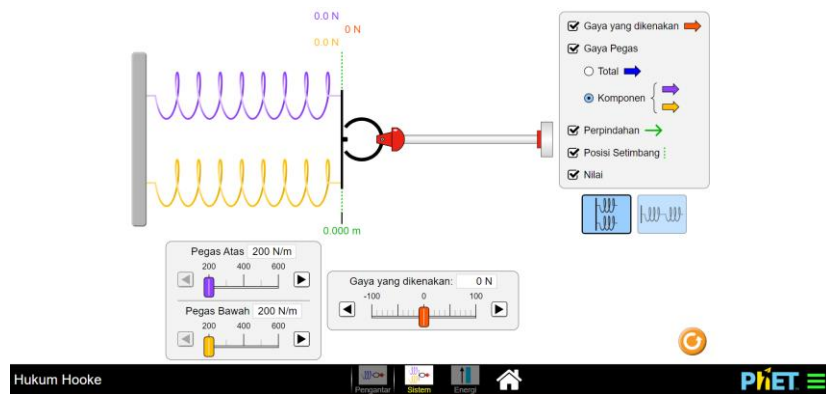 0.0 N
0 N
0.0 N
0.000 m
Gaya yang dikenakan
Gaya Pegas
Total
Komponen
Perpindahan
Posisi Setimbang
Nilai
Pegas Atas 200 N/m
200 400 600
Pegas Bawah 200 N/m
200 400 600
Gaya yang dikenakan: 0 N
-100 0 100
Hukum Hooke
Pengantar
Sistem
Energi
PhET